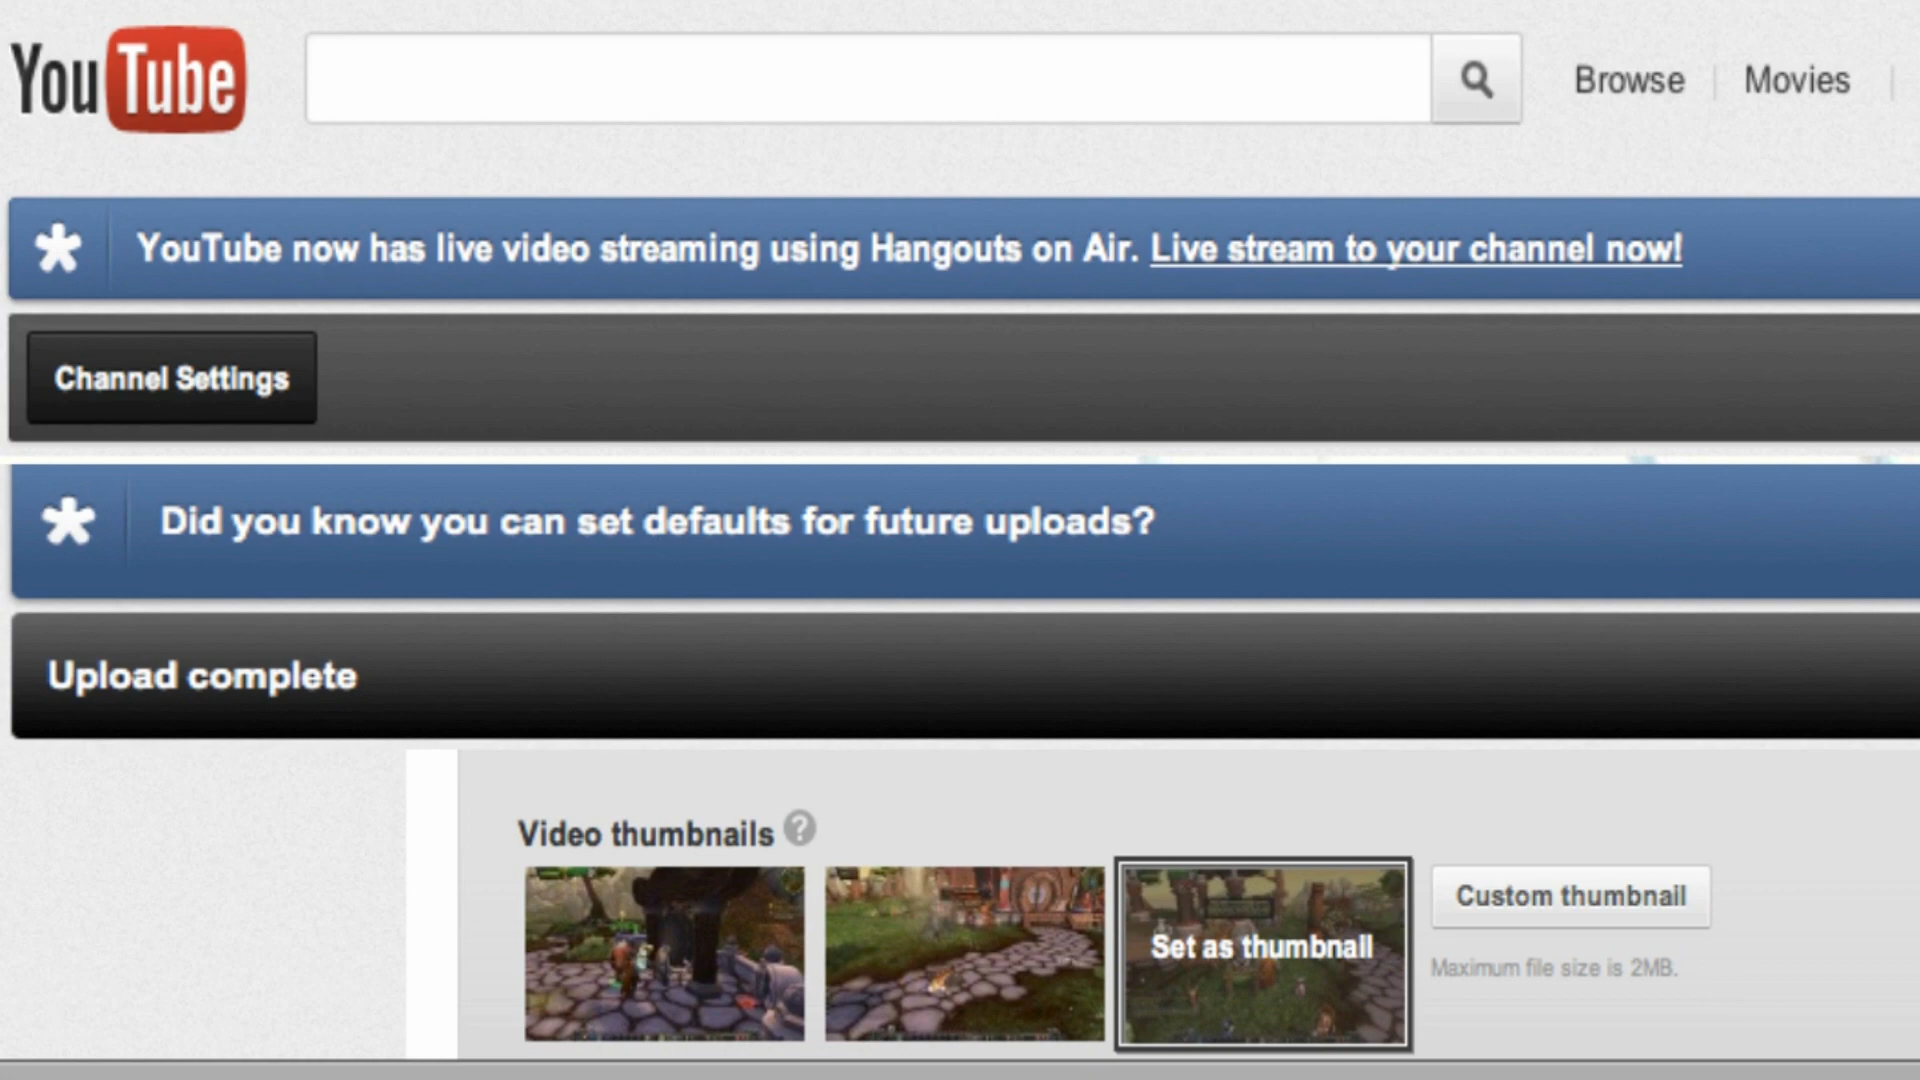 YouTube
Browse
Movies
YouTube now has live video streaming using Hangouts on Air. Live stream to your channel now!
Channel Settings
Did you know you can set defaults for future uploads?
Upload complete
Video thumbnails ?
Set as thumbnail
Custom thumbnail
Maximum file size is 2MB.